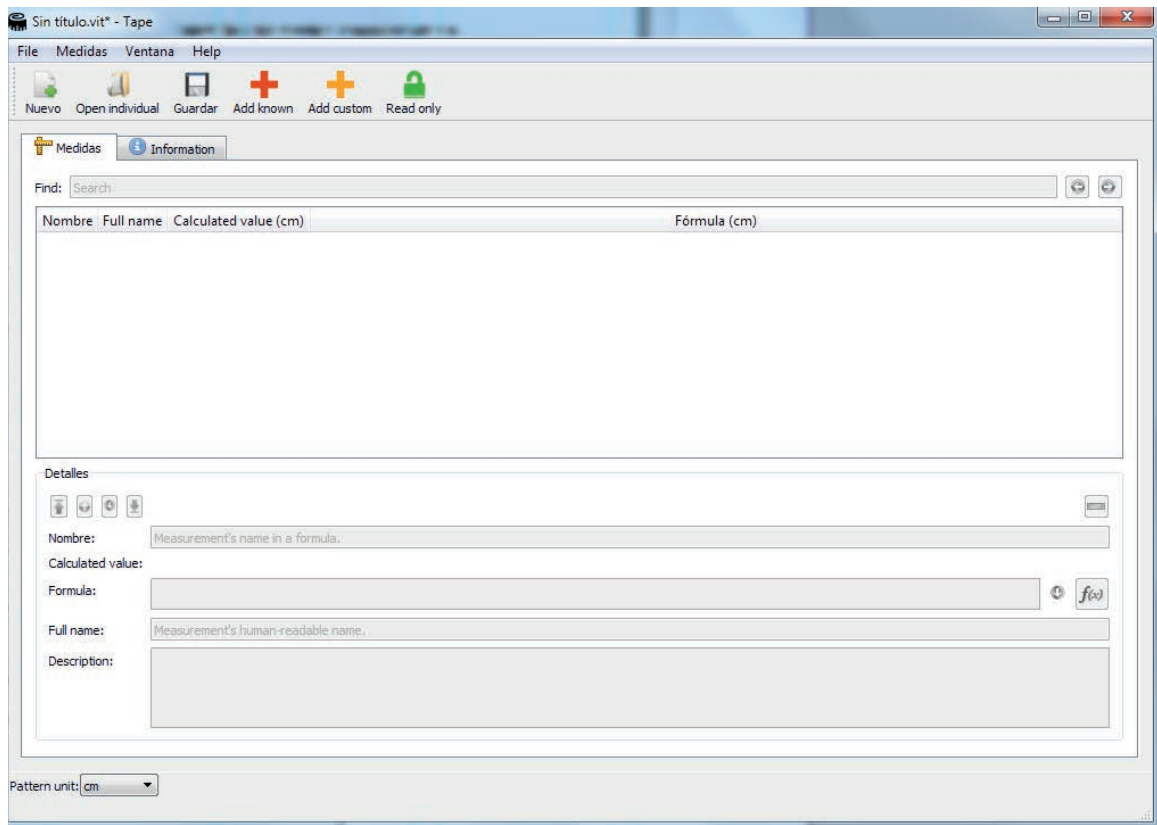 Sin título.vit* - Tape
File Medidas Ventana Help
Nuevo Open individual Guardar Add known Add custom Read only
Medidas Information
Find: Search
Nombre Full name Calculated value (cm) Fórmula (cm)
Detalles
Nombre: Measurement's name in a formula.
Calculated value:
Formula: f(x)
Full name: Measurement's human-readable name.
Description:
Pattern unit: cm